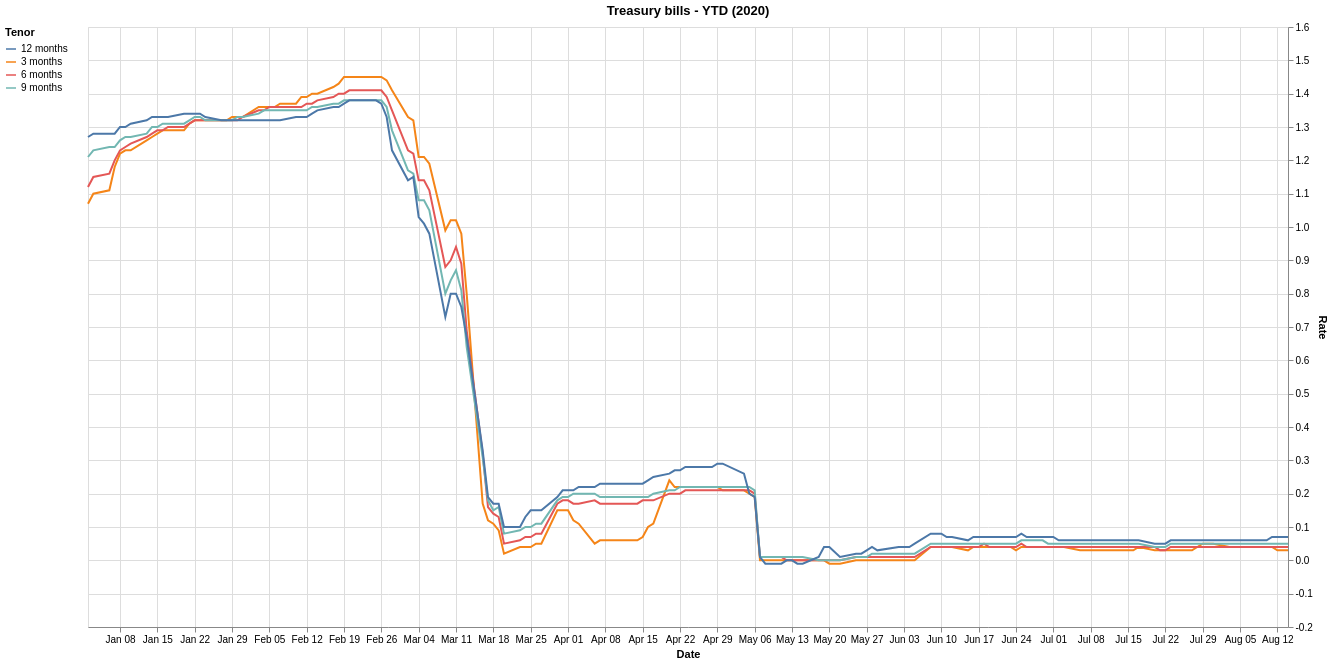 Treasury bills - YTD (2020)
Tenor
12 months
3 months
6 months
9 months
1.6
1.5
1.4
1.3
1.2
1.1
1.0
0.9
0.8
0.7
0.6
0.5
0.4
0.3
0.2
0.1
0.0
-0.1
-0.2
Rate
Jan 08 Jan 15 Jan 22 Jan 29 Feb 05 Feb 12 Feb 19 Feb 26 Mar 04 Mar 11 Mar 18 Mar 25 Apr 01 Apr 08 Apr 15 Apr 22 Apr 29 May 06 May 13 May 20 May 27 Jun 03 Jun 10 Jun 17 Jun 24 Jul 01 Jul 08 Jul 15 Jul 22 Jul 29 Aug 05 Aug 12
Date